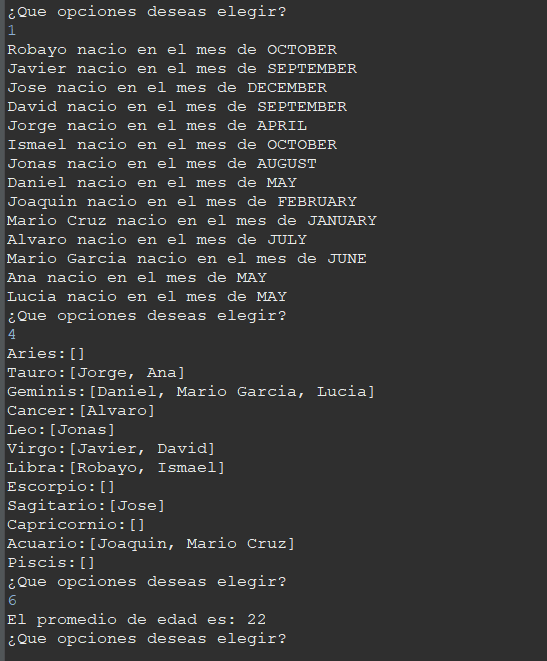 ¿Que opciones deseas elegir?
1
Robayo nacio en el mes de OCTOBER
Javier nacio en el mes de SEPTEMBER
Jose nacio en el mes de DECEMBER
David nacio en el mes de SEPTEMBER
Jorge nacio en el mes de APRIL
Ismael nacio en el mes de OCTOBER
Jonas nacio en el mes de AUGUST
Daniel nacio en el mes de MAY
Joaquin nacio en el mes de FEBRUARY
Mario Cruz nacio en el mes de JANUARY
Alvaro nacio en el mes de JULY
Mario Garcia nacio en el mes de JUNE
Ana nacio en el mes de MAY
Lucia nacio en el mes de MAY
¿Que opciones deseas elegir?
4
Aries:[]
Tauro:[Jorge, Ana]
Geminis:[Daniel, Mario Garcia, Lucia]
Cancer:[Alvaro]
Leo:[Jonas]
Virgo:[Javier, David]
Libra:[Robayo, Ismael]
Escorpio:[]
Sagitario:[Jose]
Capricornio:[]
Acuario:[Joaquin, Mario Cruz]
Piscis:[]
¿Que opciones deseas elegir?
6
El promedio de edad es: 22
¿Que opciones deseas elegir?